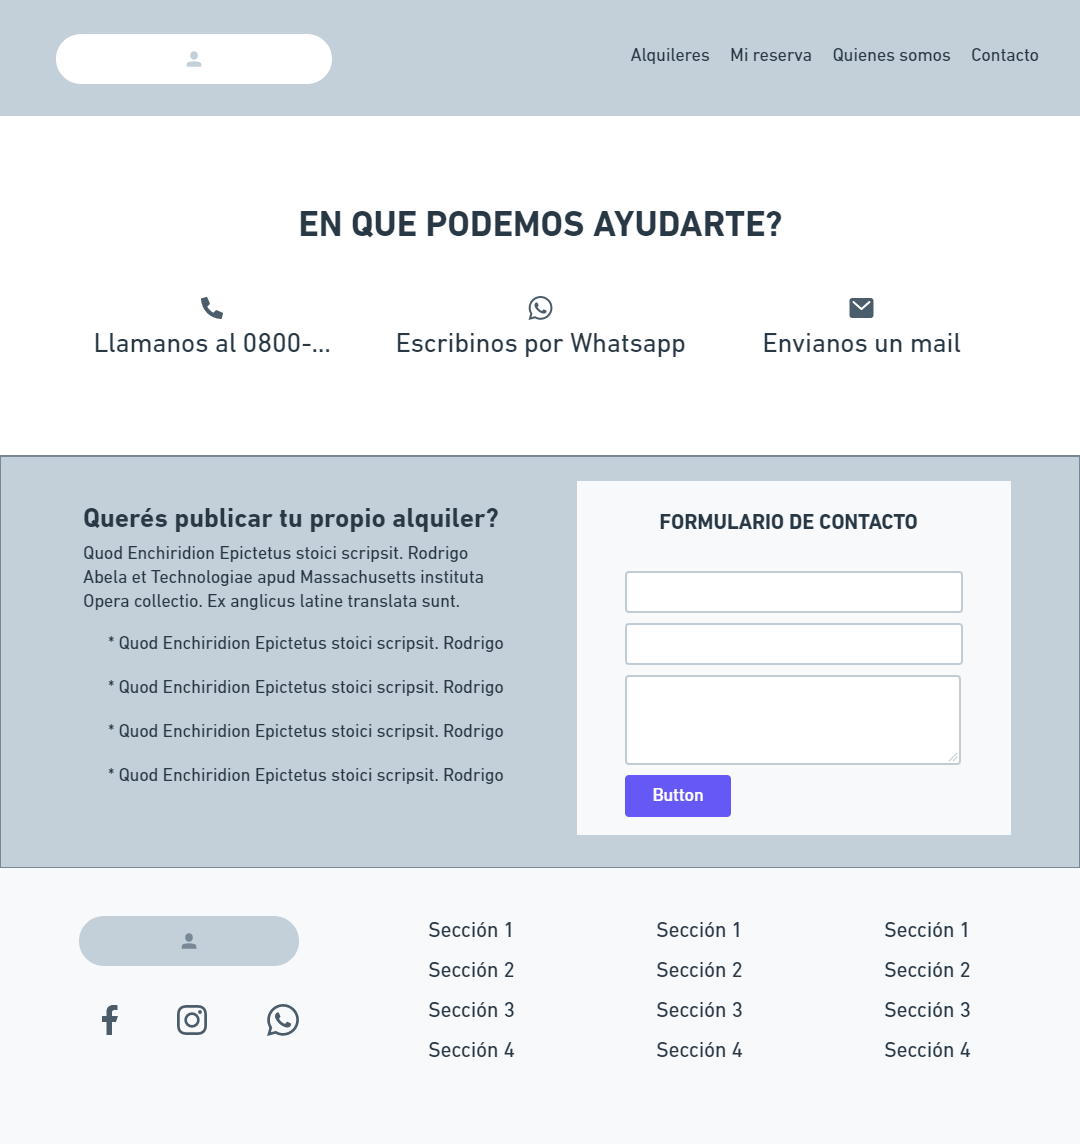 Alquileres Mi reserva Quienes somos Contacto
EN QUE PODEMOS AYUDARTE?
Llamanos al 0800-...
Escribinos por Whatsapp
Envianos un mail
Querés publicar tu propio alquiler?
Quod Enchiridion Epictetus stoici scripsit. Rodrigo
Abela et Technologiae apud Massachusetts instituta
Opera collectio. Ex anglicus latine translata sunt.
* Quod Enchiridion Epictetus stoici scripsit. Rodrigo
* Quod Enchiridion Epictetus stoici scripsit. Rodrigo
* Quod Enchiridion Epictetus stoici scripsit. Rodrigo
* Quod Enchiridion Epictetus stoici scripsit. Rodrigo
FORMULARIO DE CONTACTO
Button
Sección 1
Sección 2
Sección 3
Sección 4
Sección 1
Sección 2
Sección 3
Sección 4
Sección 1
Sección 2
Sección 3
Sección 4